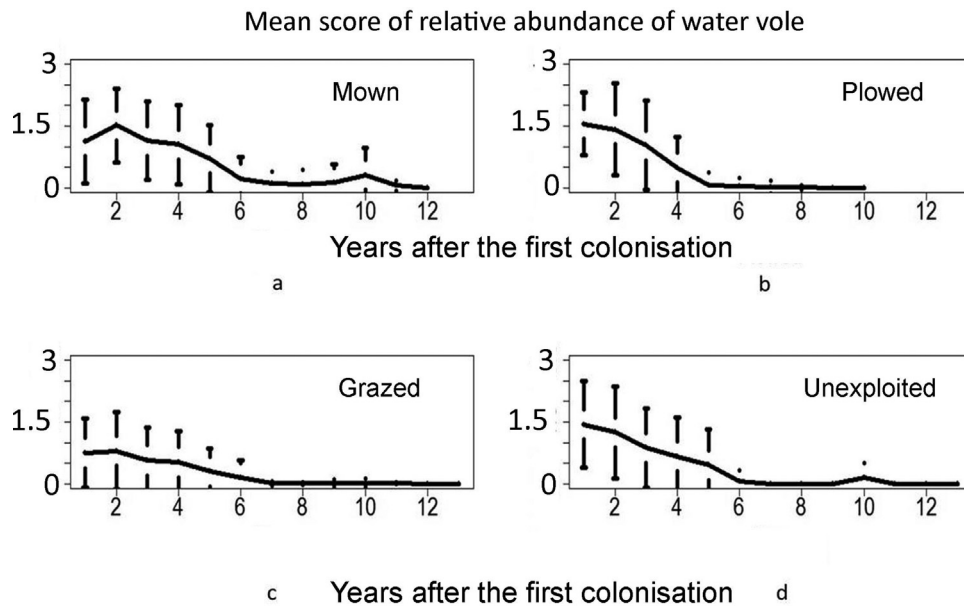 Mean score of relative abundance of water vole
3
1.5
0
Mown
2 4 6 8 10 12
3
1.5
0
Plowed
2 4 6 8 10 12
Years after the first colonisation
a b
3
1.5
0
Grazed
2 4 6 8 10 12
3
1.5
0
Unexploited
2 4 6 8 10 12
c Years after the first colonisation d